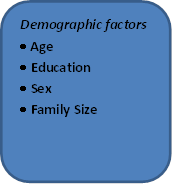 Demographic factors
• Age
• Education
• Sex
• Family Size